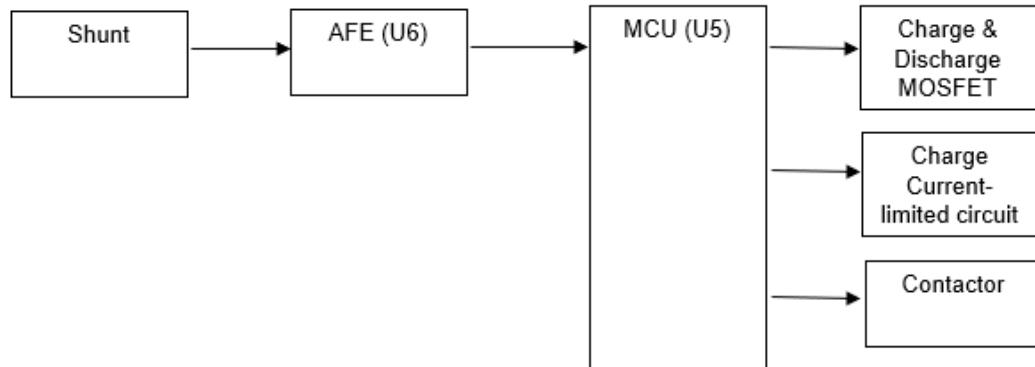 Shunt
AFE (U6)
MCU (U5)
Charge &
Discharge
MOSFET
Charge
Current-
limited circuit
Contactor